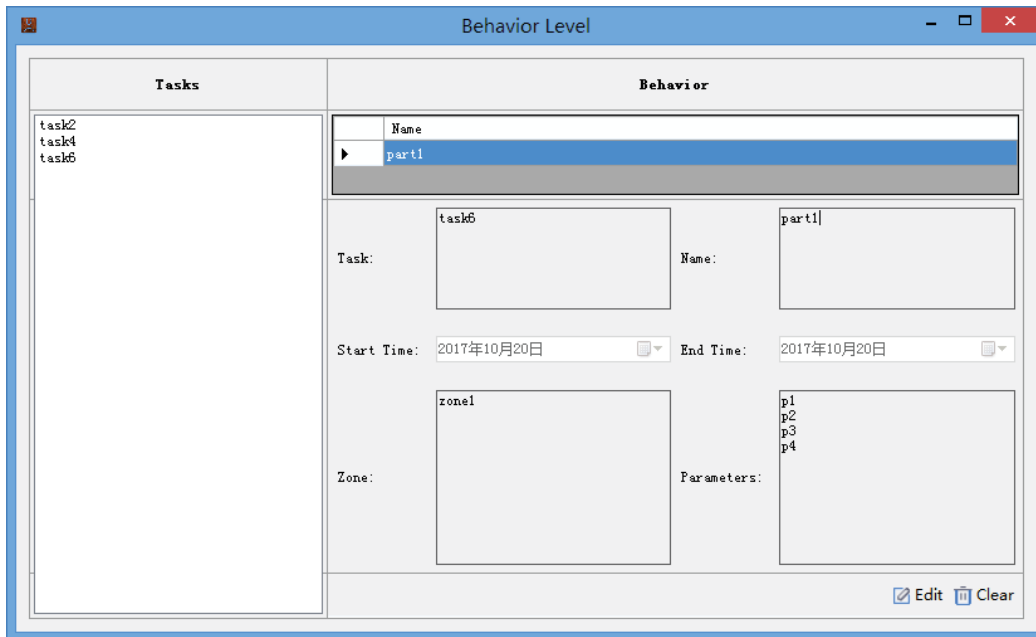 Behavior Level
Tasks
Behavior
task2
task4
task6
Name
part1
Task:
task6
Name:
part1
Start Time:
2017年10月20日
End Time:
2017年10月20日
Zone:
zone1
Parameters:
p1
p2
p3
p4
Edit
Clear